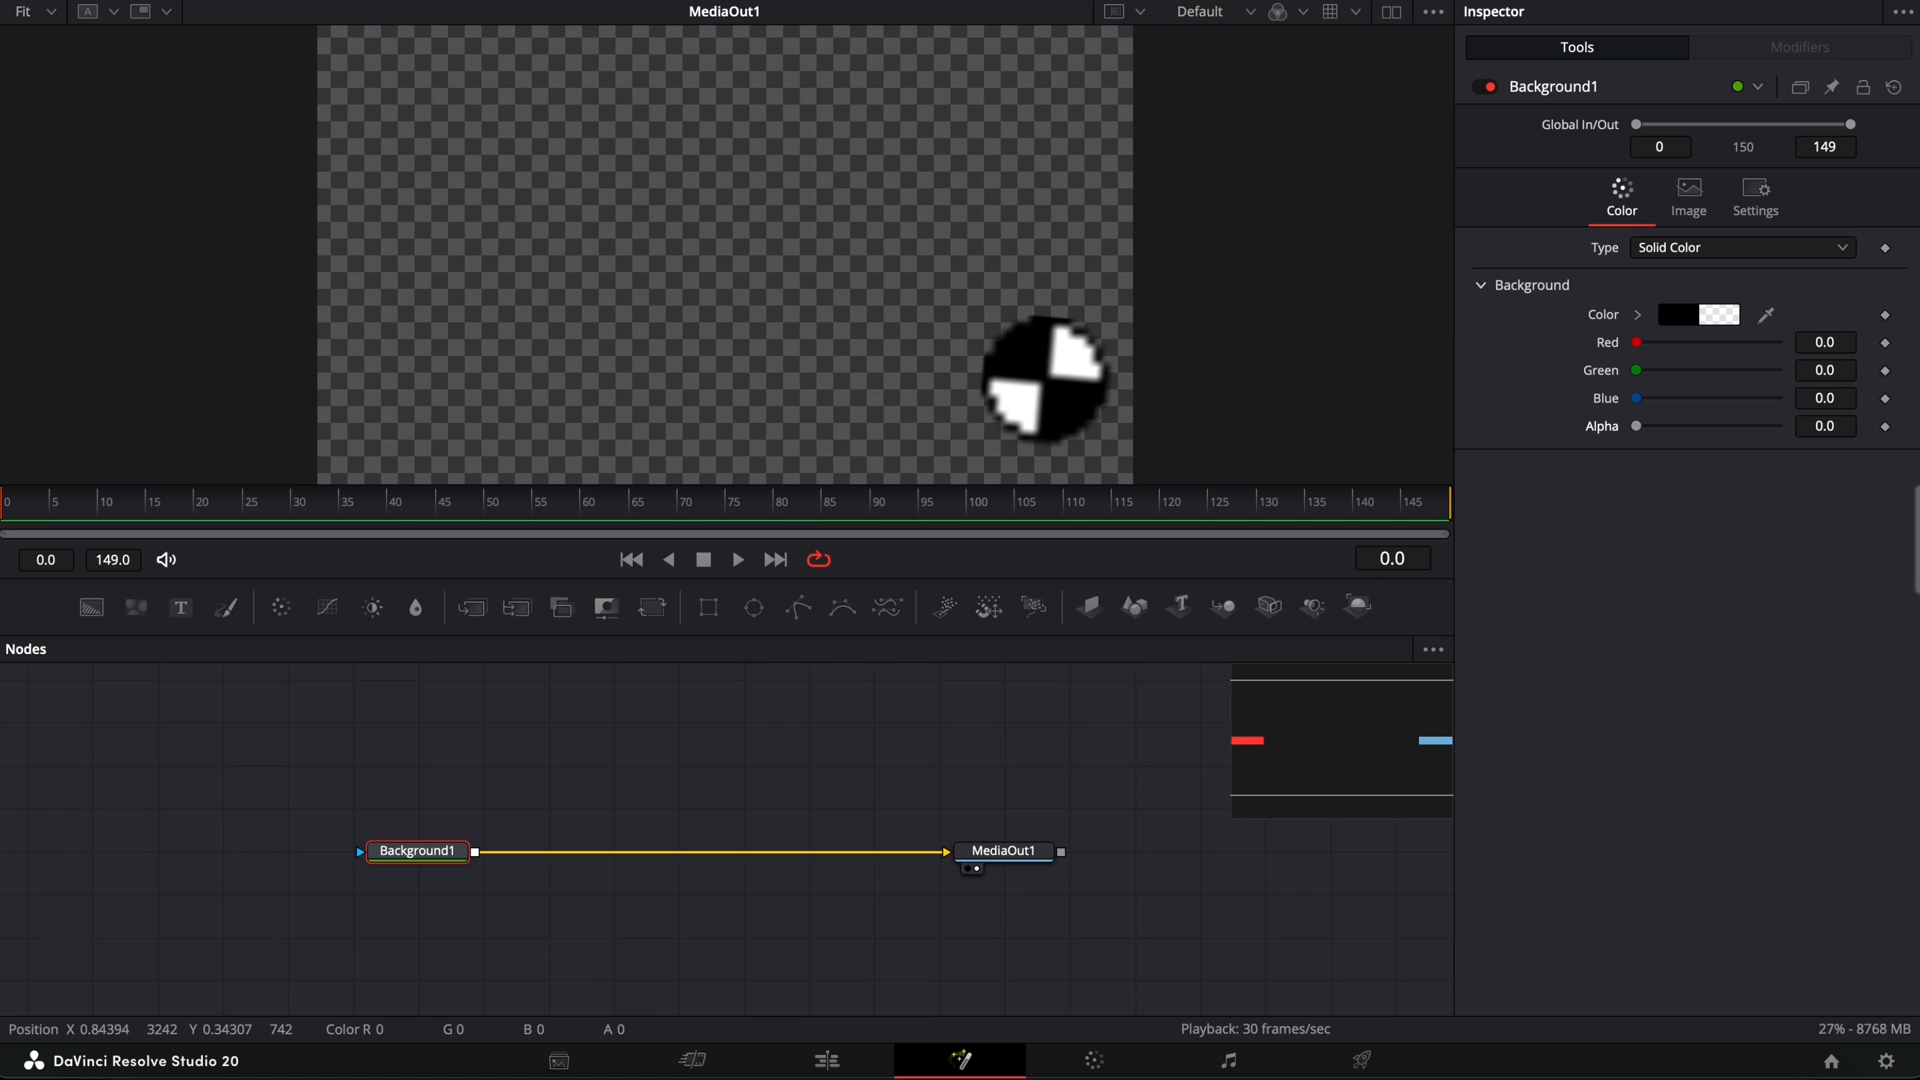 Fit
A
MediaOut1
Default
Inspector
Tools
Modifiers
Background1
Global In/Out
0
150
149
Color
Image
Settings
Type
Solid Color
Background
Color
Red
0.0
Green
0.0
Blue
0.0
Alpha
0.0
0 5 10 15 20 25 30 35 40 45 50 55 60 65 70 75 80 85 90 95 100 105 110 115 120 125 130 135 140 145
0.0
149.0
0.0
T
T
Nodes
Background1
MediaOut1
Position X 0.84394 3242 Y 0.34307 742 Color R 0 G 0 B 0 A 0
Playback: 30 frames/sec
27% - 8768 MB
DaVinci Resolve Studio 20